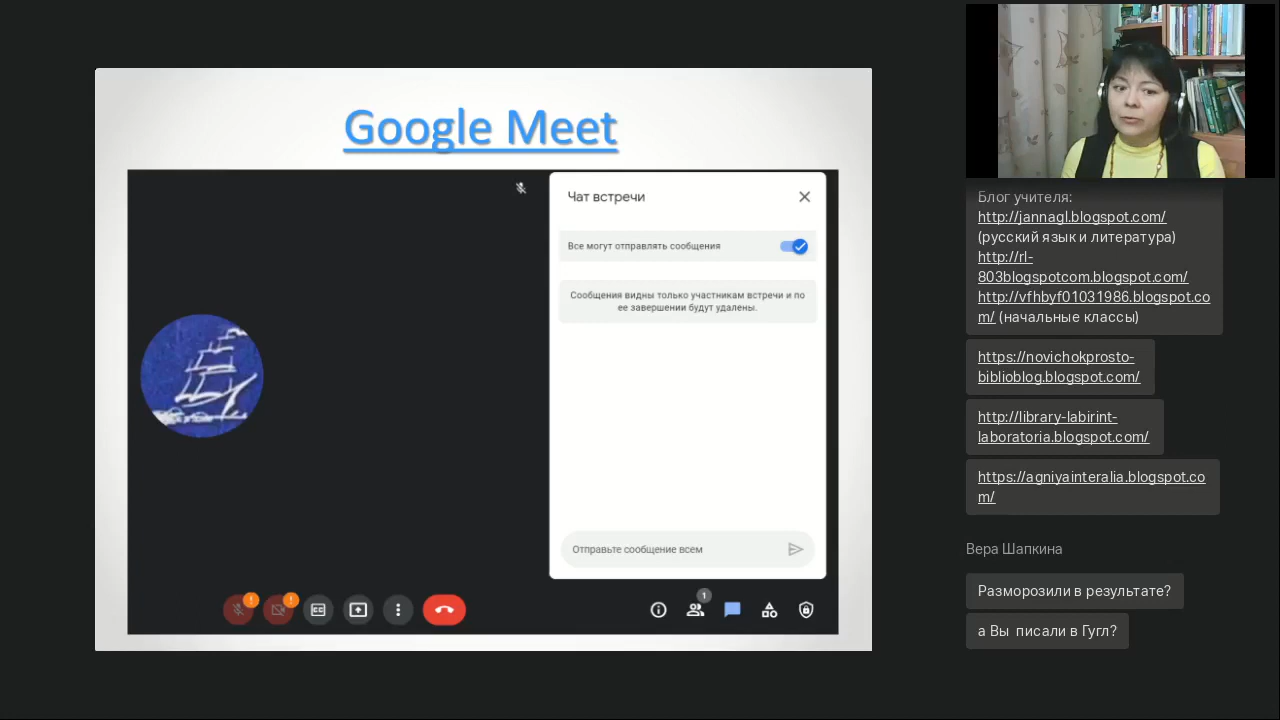 Google Meet
Чат встречи
Все могут отправлять сообщения
Сообщения видны только участникам встречи и по
ее завершении будут удалены.
Отправьте сообщение всем
1
Блог учителя:
http://jannagl.blogspot.com/
(русский язык и литература)
http://rl-
803blogspotcom.blogspot.com/
http://vfhbyf01031986.blogspot.co
m/ (начальные классы)
https://novichokprosto-
biblioblog.blogspot.com/
http://library-labirint-
laboratoria.blogspot.com/
https://agniyainteralia.blogspot.co
m/
Вера Шапкина
Разморозили в результате?
а Вы писали в Гугл?